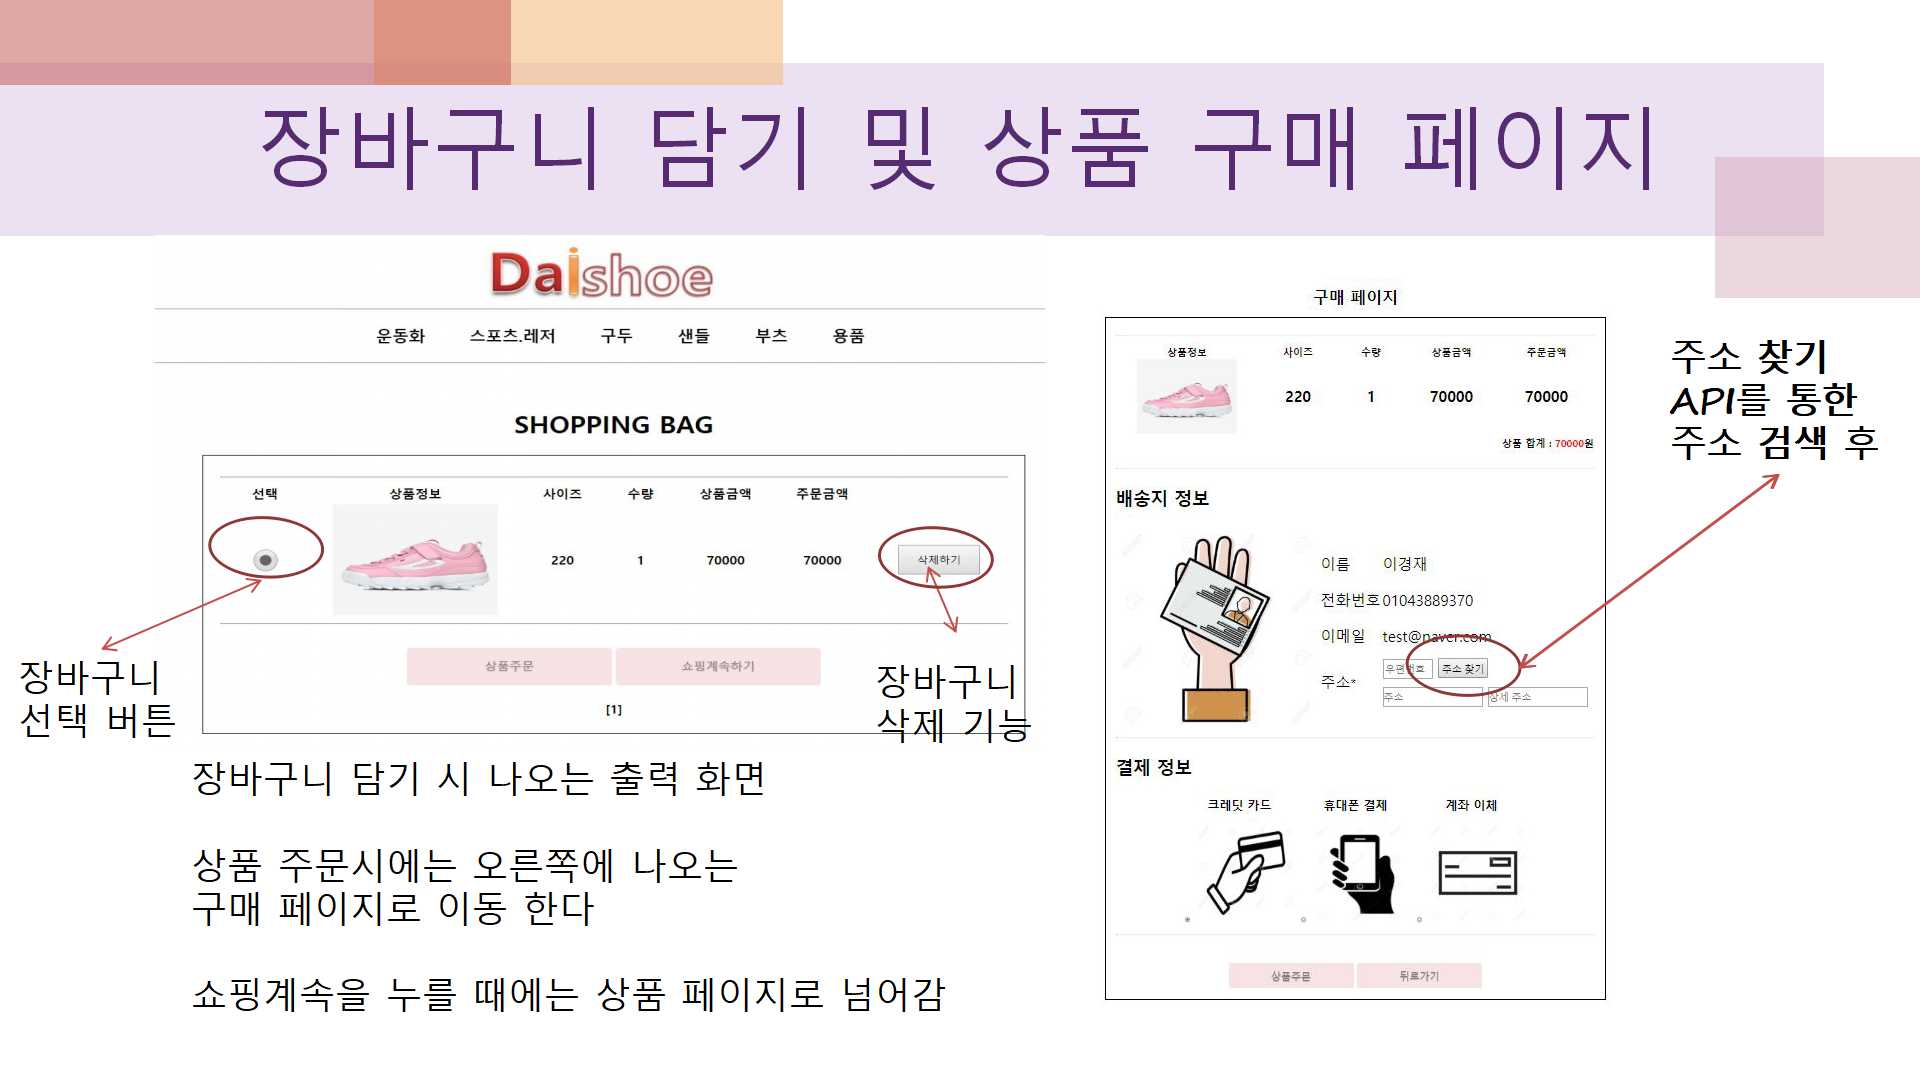 장바구니 담기 및 상품 구매 페이지
Daishoe
운동화 스포츠.레저 구두 샌들 부츠 용품
SHOPPING BAG
선택 상품정보 사이즈 수량 상품금액 주문금액
220 1 70000 70000 삭제하기
상품주문 쇼핑계속하기
[1]
장바구니
선택 버튼
장바구니
삭제 기능
장바구니 담기 시 나오는 출력 화면
상품 주문시에는 오른쪽에 나오는
구매 페이지로 이동 한다
쇼핑계속을 누를 때에는 상품 페이지로 넘어감
구매 페이지
상품정보 사이즈 수량 상품금액 주문금액
220 1 70000 70000
상품 합계 : 70000원
배송지 정보
이름 이경재
전화번호 01043889370
이메일 test@naver.com
주소*
우편번호 주소 찾기
주소 상세 주소
결제 정보
크레딧 카드 휴대폰 결제 계좌 이체
상품주문 뒤로가기
주소 찾기
API를 통한
주소 검색 후